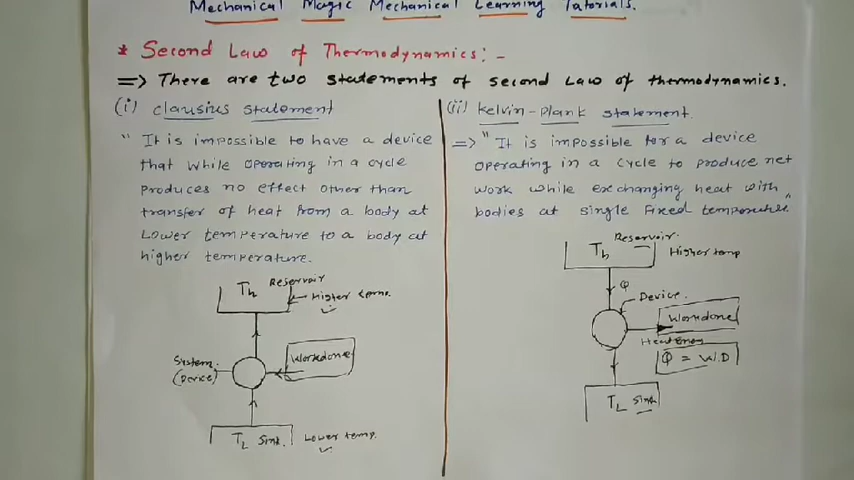 Mechanical Magic Mechanical Learning Tutorials.
* Second Law of Thermodynamics:-
=> There are two statements of second Law of thermodynamics.
(i) clausius statement
" It is impossible to have a device
that while operating in a cycle
produces no effect other than
transfer of heat from a body at
Lower temperature to a body at
higher temperature.
Th Reservoir
Higher temp.
System
(Device)
Workdone
TL Sink
Lower temp.
(ii) Kelvin-Plank statement.
=> "It is impossible for a device
operating in a cycle to produce net
work while exchanging heat with
bodies at single fixed temperature."
Reservoir.
Th
Higher temp
Q
Device.
Workdone
Heat Energy
Q = W.D
TL Sink